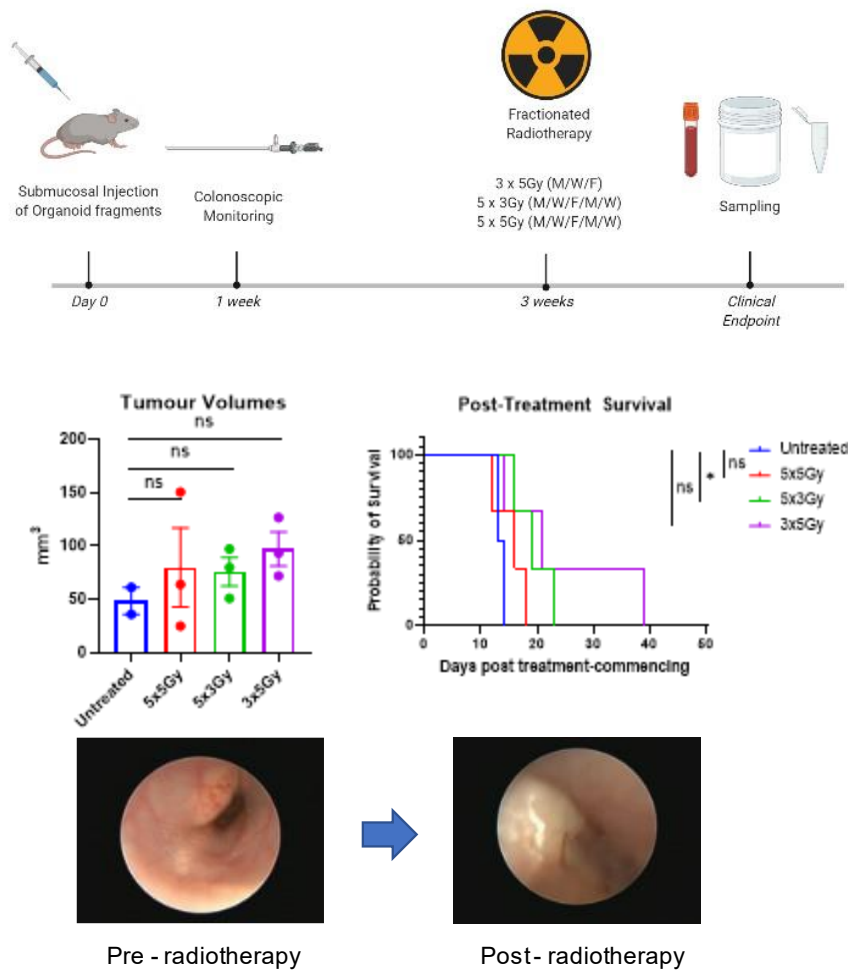 Fractionated
Radiotherapy
Submucosal Injection
of Organoid fragments
Colonoscopic
Monitoring
3 x 5Gy (M/W/F)
5 x 3Gy (M/W/F/M/W)
5 x 5Gy (M/W/F/M/W)
Sampling
Day 0
1 week
3 weeks
Clinical
Endpoint
Tumour Volumes
ns
ns
ns
200
150
100
50
0
mm³
Untreated
5x5Gy
5x3Gy
3x5Gy
Post-Treatment Survival
100
50
0
Probability of Survival
0
10
20
30
40
50
Days post treatment-commencing
ns
*
ns
Untreated
5x5Gy
5x3Gy
3x5Gy
Pre - radiotherapy
Post - radiotherapy